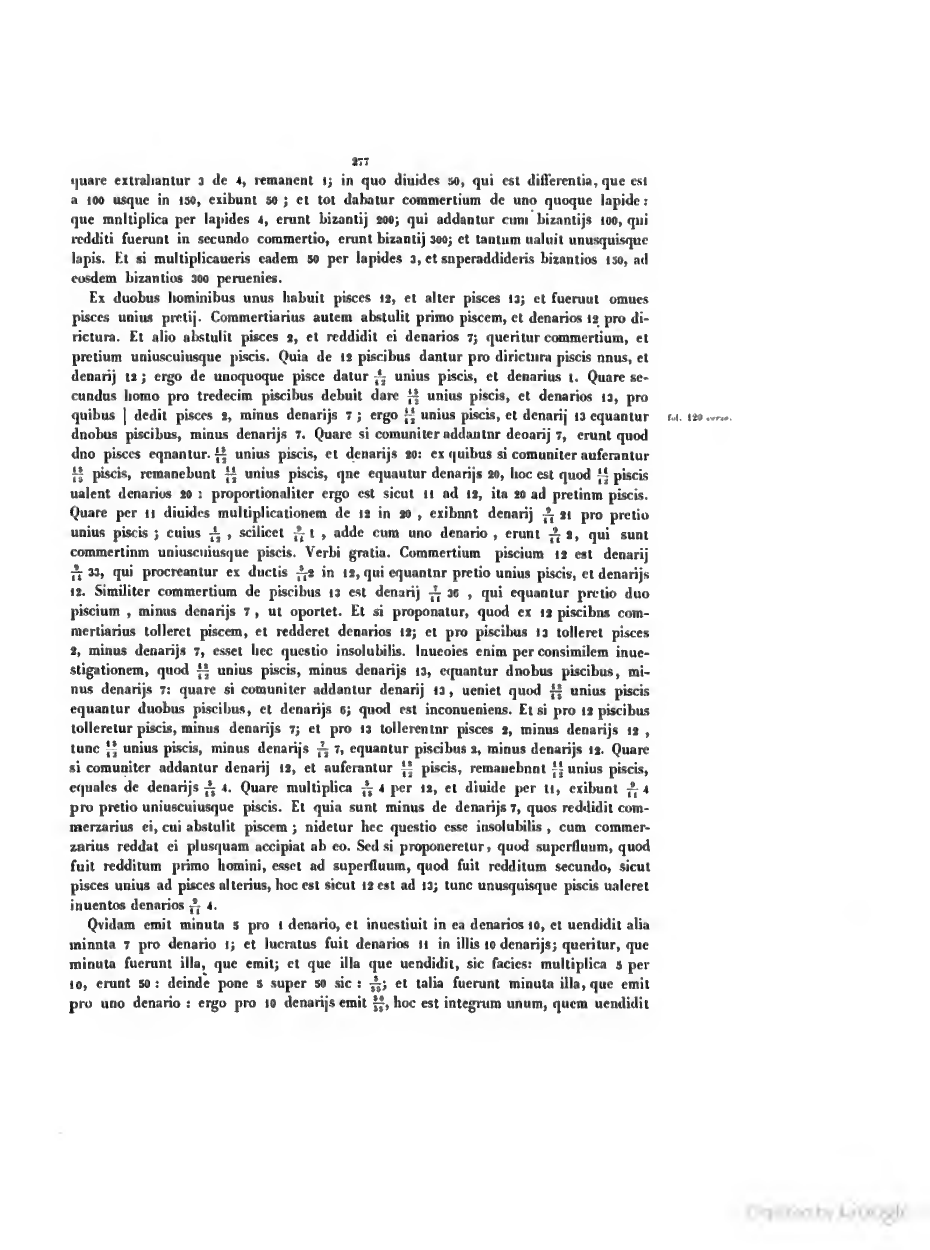 277
quare extrahantur 3 de 4, remanent 1; in quo diuides 50, qui est differentia, que est
a 100 usque in 150, exibunt 50 ; et tot dabatur commertium de uno quoque lapide :
que mnltiplica per lapides 4, erunt bizantij 200; qui addantur cum bizantijs 100, qui
redditi fuerunt in secundo commertio, erunt bizantij 300; et tantum ualuit unusquisque
lapis. Et si multiplicaueris eadem 50 per lapides 3, et snperaddideris bizantios 150, ad
eosdem bizantios 300 peruenies.
Ex duobus hominibus unus habuit pisces 12, et alter pisces 13; et fueruut omues
pisces unius pretij. Commertiarius autem abstulit primo piscem, et denarios 12 pro di-
rictura. Et alio abstulit pisces 2, et reddidit ei denarios 7; queritur commertium, et
pretium uniuscuiusque piscis. Quia de 12 piscibus dantur pro dirictura piscis nnus, et
denarij 12 ; ergo de unoquoque pisce datur 1/12 unius piscis, et denarius 1. Quare se-
cundus homo pro tredecim piscibus debuit dare 13/12 unius piscis, et denarios 13, pro
quibus | dedit pisces 2, minus denarijs 7 ; ergo 13/12 unius piscis, et denarij 13 equantur
fol. 120 verso.
dnobus piscibus, minus denarijs 7. Quare si comuniter addantnr deoarij 7, erunt quod
dno pisces eqnantur. 13/12 unius piscis, et denarijs 20: ex quibus si comuniter auferantur
13/12 piscis, remanebunt 11/12 unius piscis, qne equautur denarijs 20, hoc est quod 11/12 piscis
ualent denarios 20 : proportionaliter ergo est sicut 11 ad 12, ita 20 ad pretinm piscis.
Quare per 11 diuides multiplicationem de 12 in 20 , exibnnt denarij 9/11 21 pro pretio
unius piscis ; cuius 1/12 , scilicet 9/11 1 , adde cum uno denario , erunt 9/11 2, qui sunt
commertinm uniuscuiusque piscis. Verbi gratia. Commertium piscium 12 est denarij
9/11 33, qui procreantur ex ductis 9/11 2 in 12, qui equantnr pretio unius piscis, et denarijs
12. Similiter commertium de piscibus 13 est denarij 7/11 36 , qui equantur pretio duo
piscium , minus denarijs 7 , ut oportet. Et si proponatur, quod ex 12 piscibns com-
mertiarius tolleret piscem, et redderet denarios 12; et pro piscibus 13 tolleret pisces
2, minus denarijs 7, esset hec questio insolubilis. Inueoies enim per consimilem inue-
stigationem, quod 13/12 unius piscis, minus denarijs 13, equantur dnobus piscibus, mi-
nus denarijs 7: quare si comuniter addantur denarij 13 , ueniet quod 13/12 unius piscis
equantur duobus piscibus, et denarijs 6; quod est inconueniens. Et si pro 12 piscibus
tolleretur piscis, minus denarijs 7; et pro 13 tollerentnr pisces 2, minus denarijs 12 ,
tunc 13/12 unius piscis, minus denarijs 7/12 7, equantur piscibus 2, minus denarijs 12. Quare
si comuniter addantur denarij 12, et auferantur 13/12 piscis, remanebnnt 11/12 unius piscis,
equales de denarijs 5/12 4. Quare multiplica 5/12 4 per 12, et diuide per 11, exibunt 9/11 4
pro pretio uniuscuiusque piscis. Et quia sunt minus de denarijs 7, quos reddidit com-
merzarius ei, cui abstulit piscem ; nidetur hec questio esse insolubilis , cum commer-
zarius reddat ei plusquam accipiat ab eo. Sed si proponeretur, quod superfluum, quod
fuit redditum primo homini, esset ad superfluum, quod fuit redditum secundo, sicut
pisces unius ad pisces alterius, hoc est sicut 12 est ad 13; tunc unusquisque piscis ualeret
inuentos denarios 9/11 4.
Qvidam emit minuta 5 pro 1 denario, et inuestiuit in ea denarios 10, et uendidit alia
minnta 7 pro denario 1; et lucratus fuit denarios 11 in illis 10 denarijs; queritur, que
minuta fuerunt illa, que emit; et que illa que uendidit, sic facies: multiplica 5 per
10, erunt 50 : deinde pone 5 super 50 sic : 5/50; et talia fuerunt minuta illa, que emit
pro uno denario : ergo pro 10 denarijs emit 50/50, hoc est integrum unum, quem uendidit
Digitized by Google